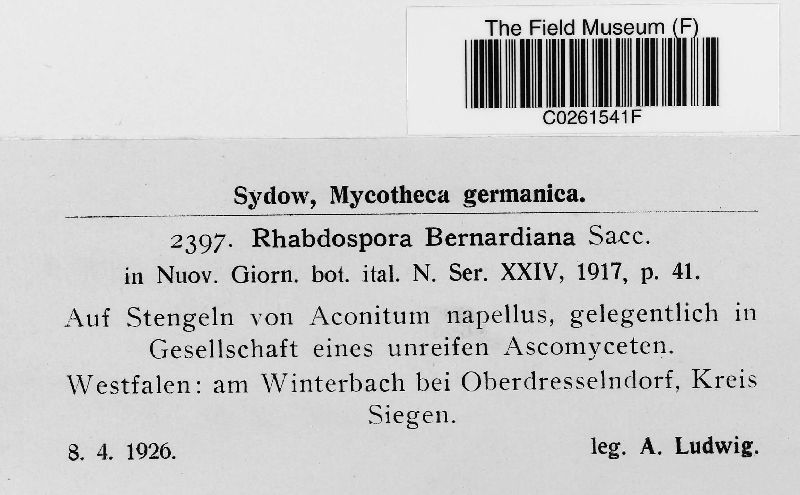 The Field Museum (F)
C0261541F
Sydow, Mycotheca germanica.
2397. Rhabdospora Bernardiana Sacc.
in Nuov. Giorn. bot. ital. N. Ser. XXIV, 1917, p. 41.
Auf Stengeln von Aconitum napellus, gelegentlich in
Gesellschaft eines unreifen Ascomyceten.
Westfalen: am Winterbach bei Oberdresselndorf, Kreis
Siegen.
8. 4. 1926. leg. A. Ludwig.